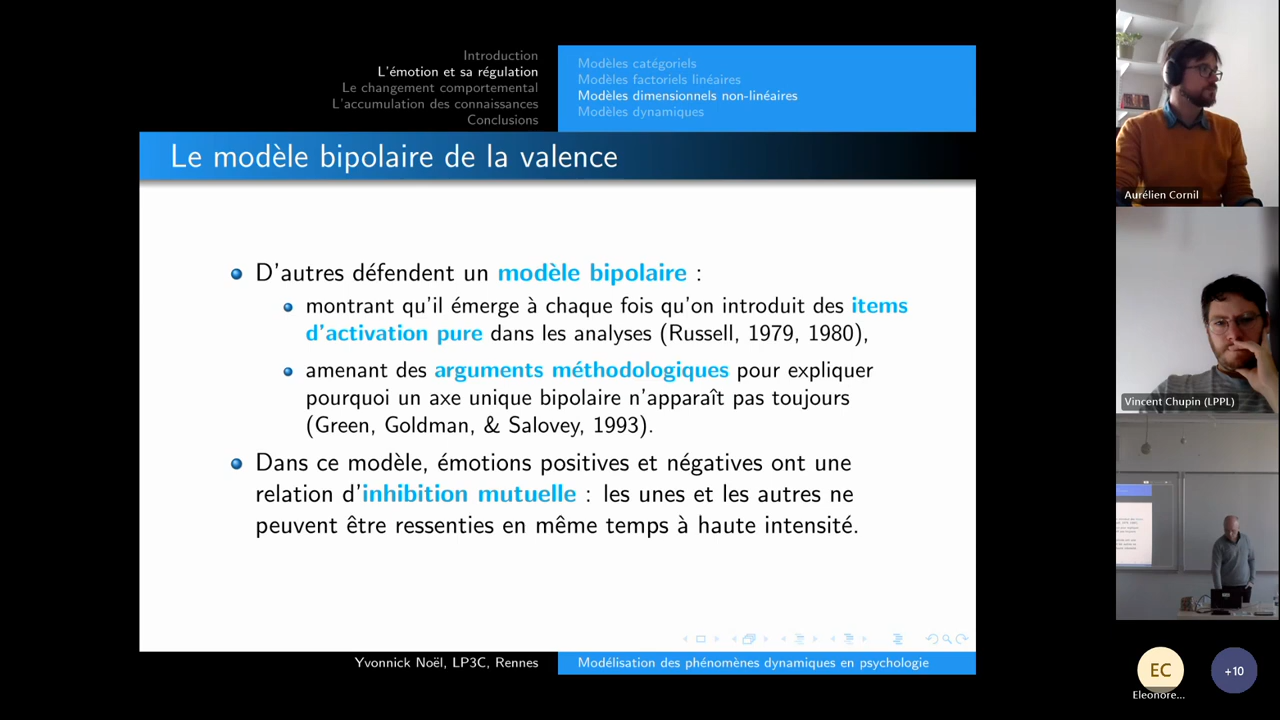 Introduction
L'émotion et sa régulation
Le changement comportemental
L'accumulation des connaissances
Conclusions
Modèles catégoriels
Modèles factoriels linéaires
Modèles dimensionnels non-linéaires
Modèles dynamiques
Le modèle bipolaire de la valence
D'autres défendent un modèle bipolaire :
montrant qu'il émerge à chaque fois qu'on introduit des items
d'activation pure dans les analyses (Russell, 1979, 1980),
amenant des arguments méthodologiques pour expliquer
pourquoi un axe unique bipolaire n'apparaît pas toujours
(Green, Goldman, & Salovey, 1993).
Dans ce modèle, émotions positives et négatives ont une
relation d'inhibition mutuelle : les unes et les autres ne
peuvent être ressenties en même temps à haute intensité.
Yvonnick Noël, LP3C, Rennes
Modélisation des phénomènes dynamiques en psychologie
Aurélien Cornil
Vincent Chupin (LPPL)
EC
Eleonore...
+10